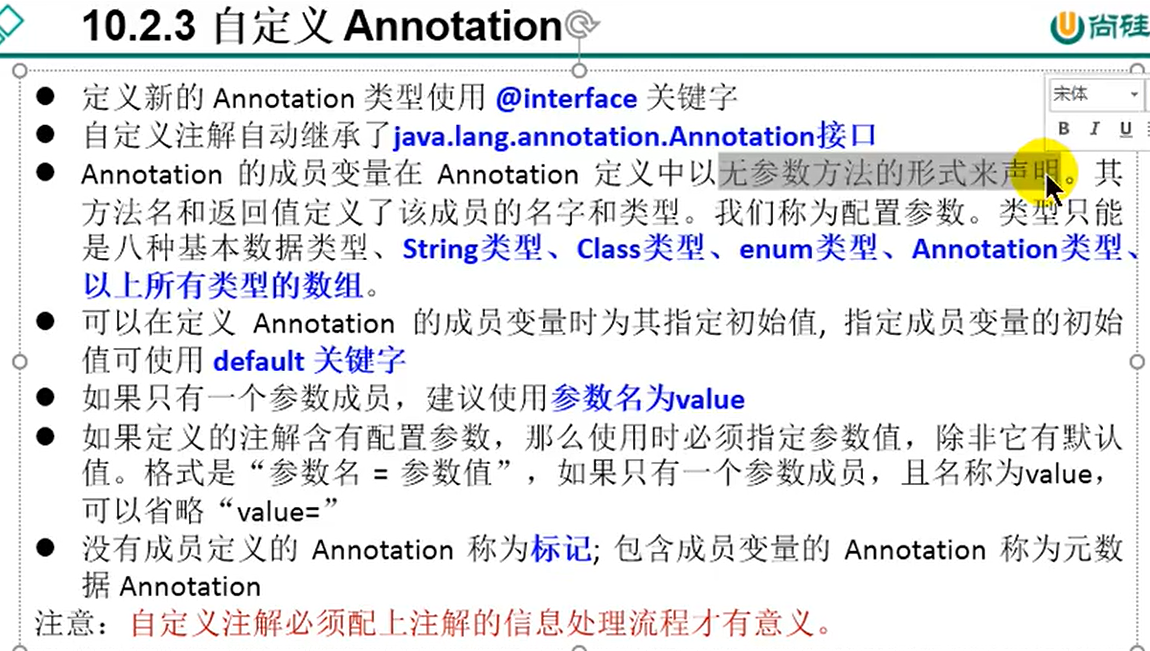 10.2.3 自定义 Annotation
尚硅
● 定义新的 Annotation 类型使用 @interface 关键字
宋体
● 自定义注解自动继承了java.lang.annotation.Annotation接口
B I U
● Annotation 的成员变量在 Annotation 定义中以无参数方法的形式来声明。其
方法名和返回值定义了该成员的名字和类型。我们称为配置参数。类型只能
是八种基本数据类型、String类型、Class类型、enum类型、Annotation类型、
以上所有类型的数组。
● 可以在定义 Annotation 的成员变量时为其指定初始值, 指定成员变量的初始
值可使用 default 关键字
● 如果只有一个参数成员，建议使用参数名为value
● 如果定义的注解含有配置参数，那么使用时必须指定参数值，除非它有默认
值。格式是“参数名 = 参数值”，如果只有一个参数成员，且名称为value，
可以省略“value=”
● 没有成员定义的 Annotation 称为标记; 包含成员变量的 Annotation 称为元数
据 Annotation
注意：自定义注解必须配上注解的信息处理流程才有意义。